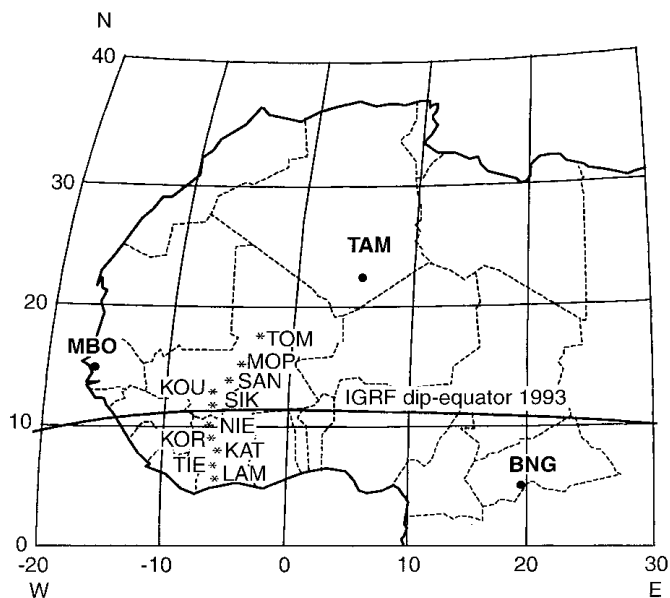 N
40
30
TAM
20
TOM
MBO
MOP
KOU
SAN
SIK
IGRF dip-equator 1993
10
NIE
KOR
KAT
TIE
LAM
BNG
0
-20
-10
0
10
20
30
W
E